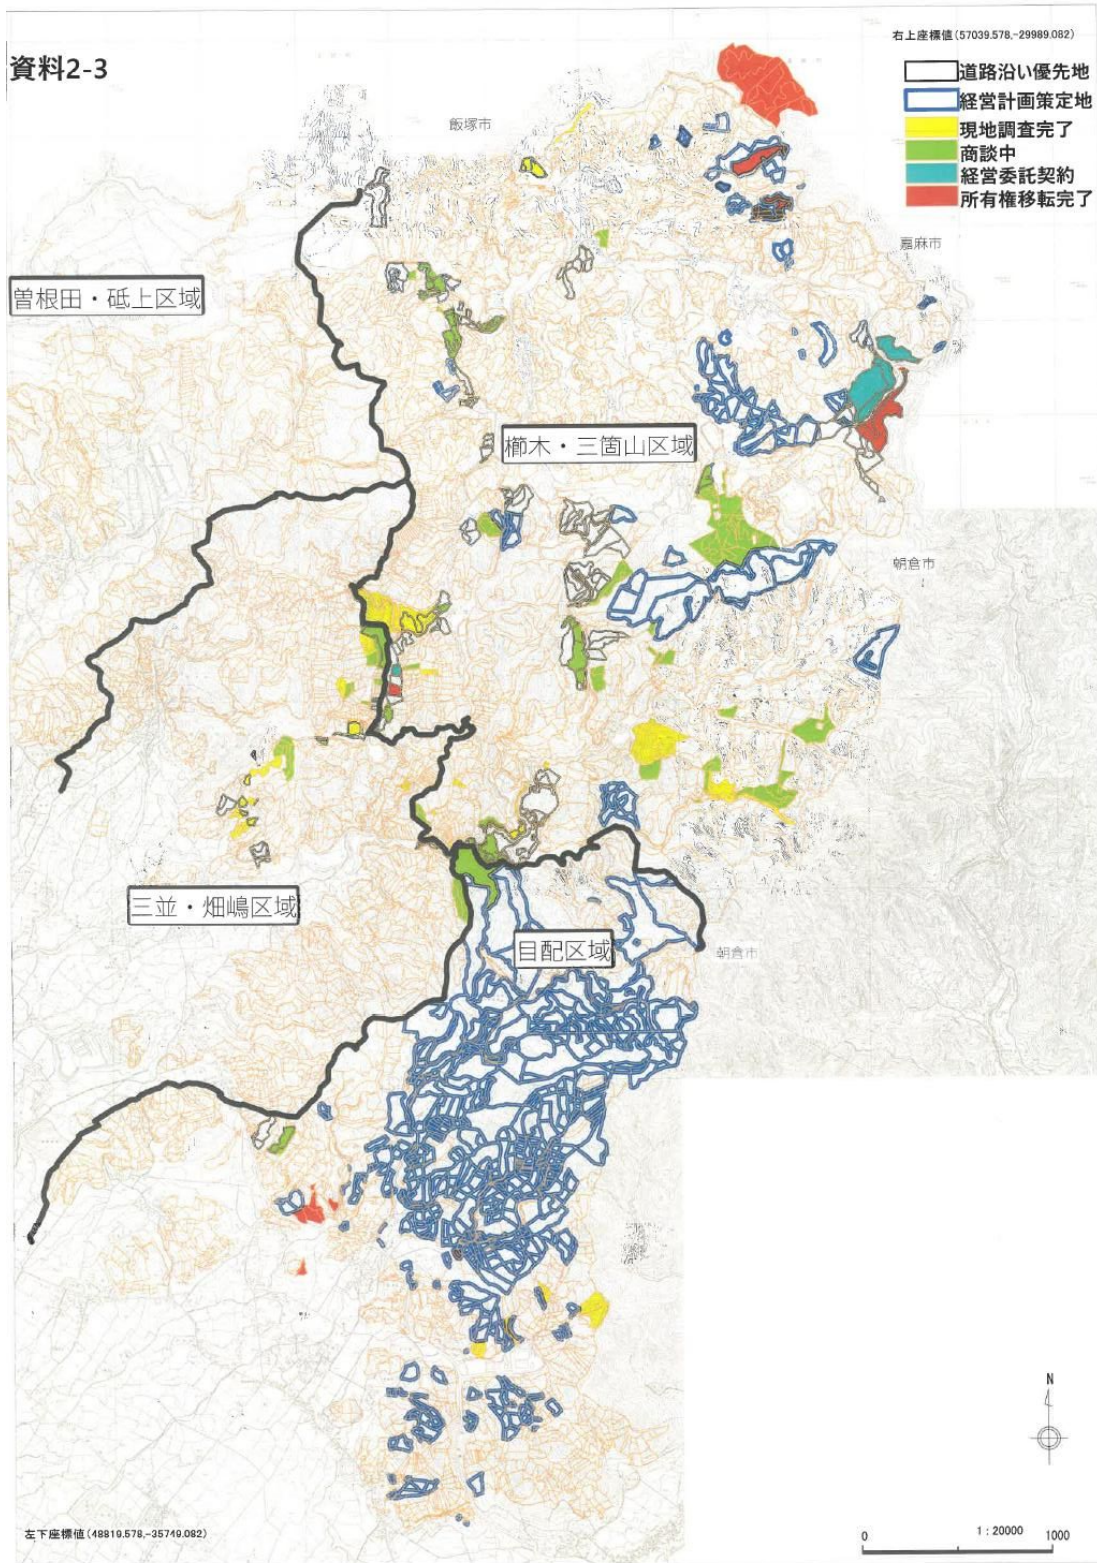 右上座標値(57039.578,-29989.082)
資料2-3
道路沿い優先地
経営計画策定地
現地調査完了
商談中
経営委託契約
所有権移転完了
飯塚市
嘉麻市
曽根田・砥上区域
櫛木・三箇山区域
朝倉市
三並・畑嶋区域
目配区域
朝倉市
N
左下座標値(48819.578,-35749.082)
1:20000
0
1000